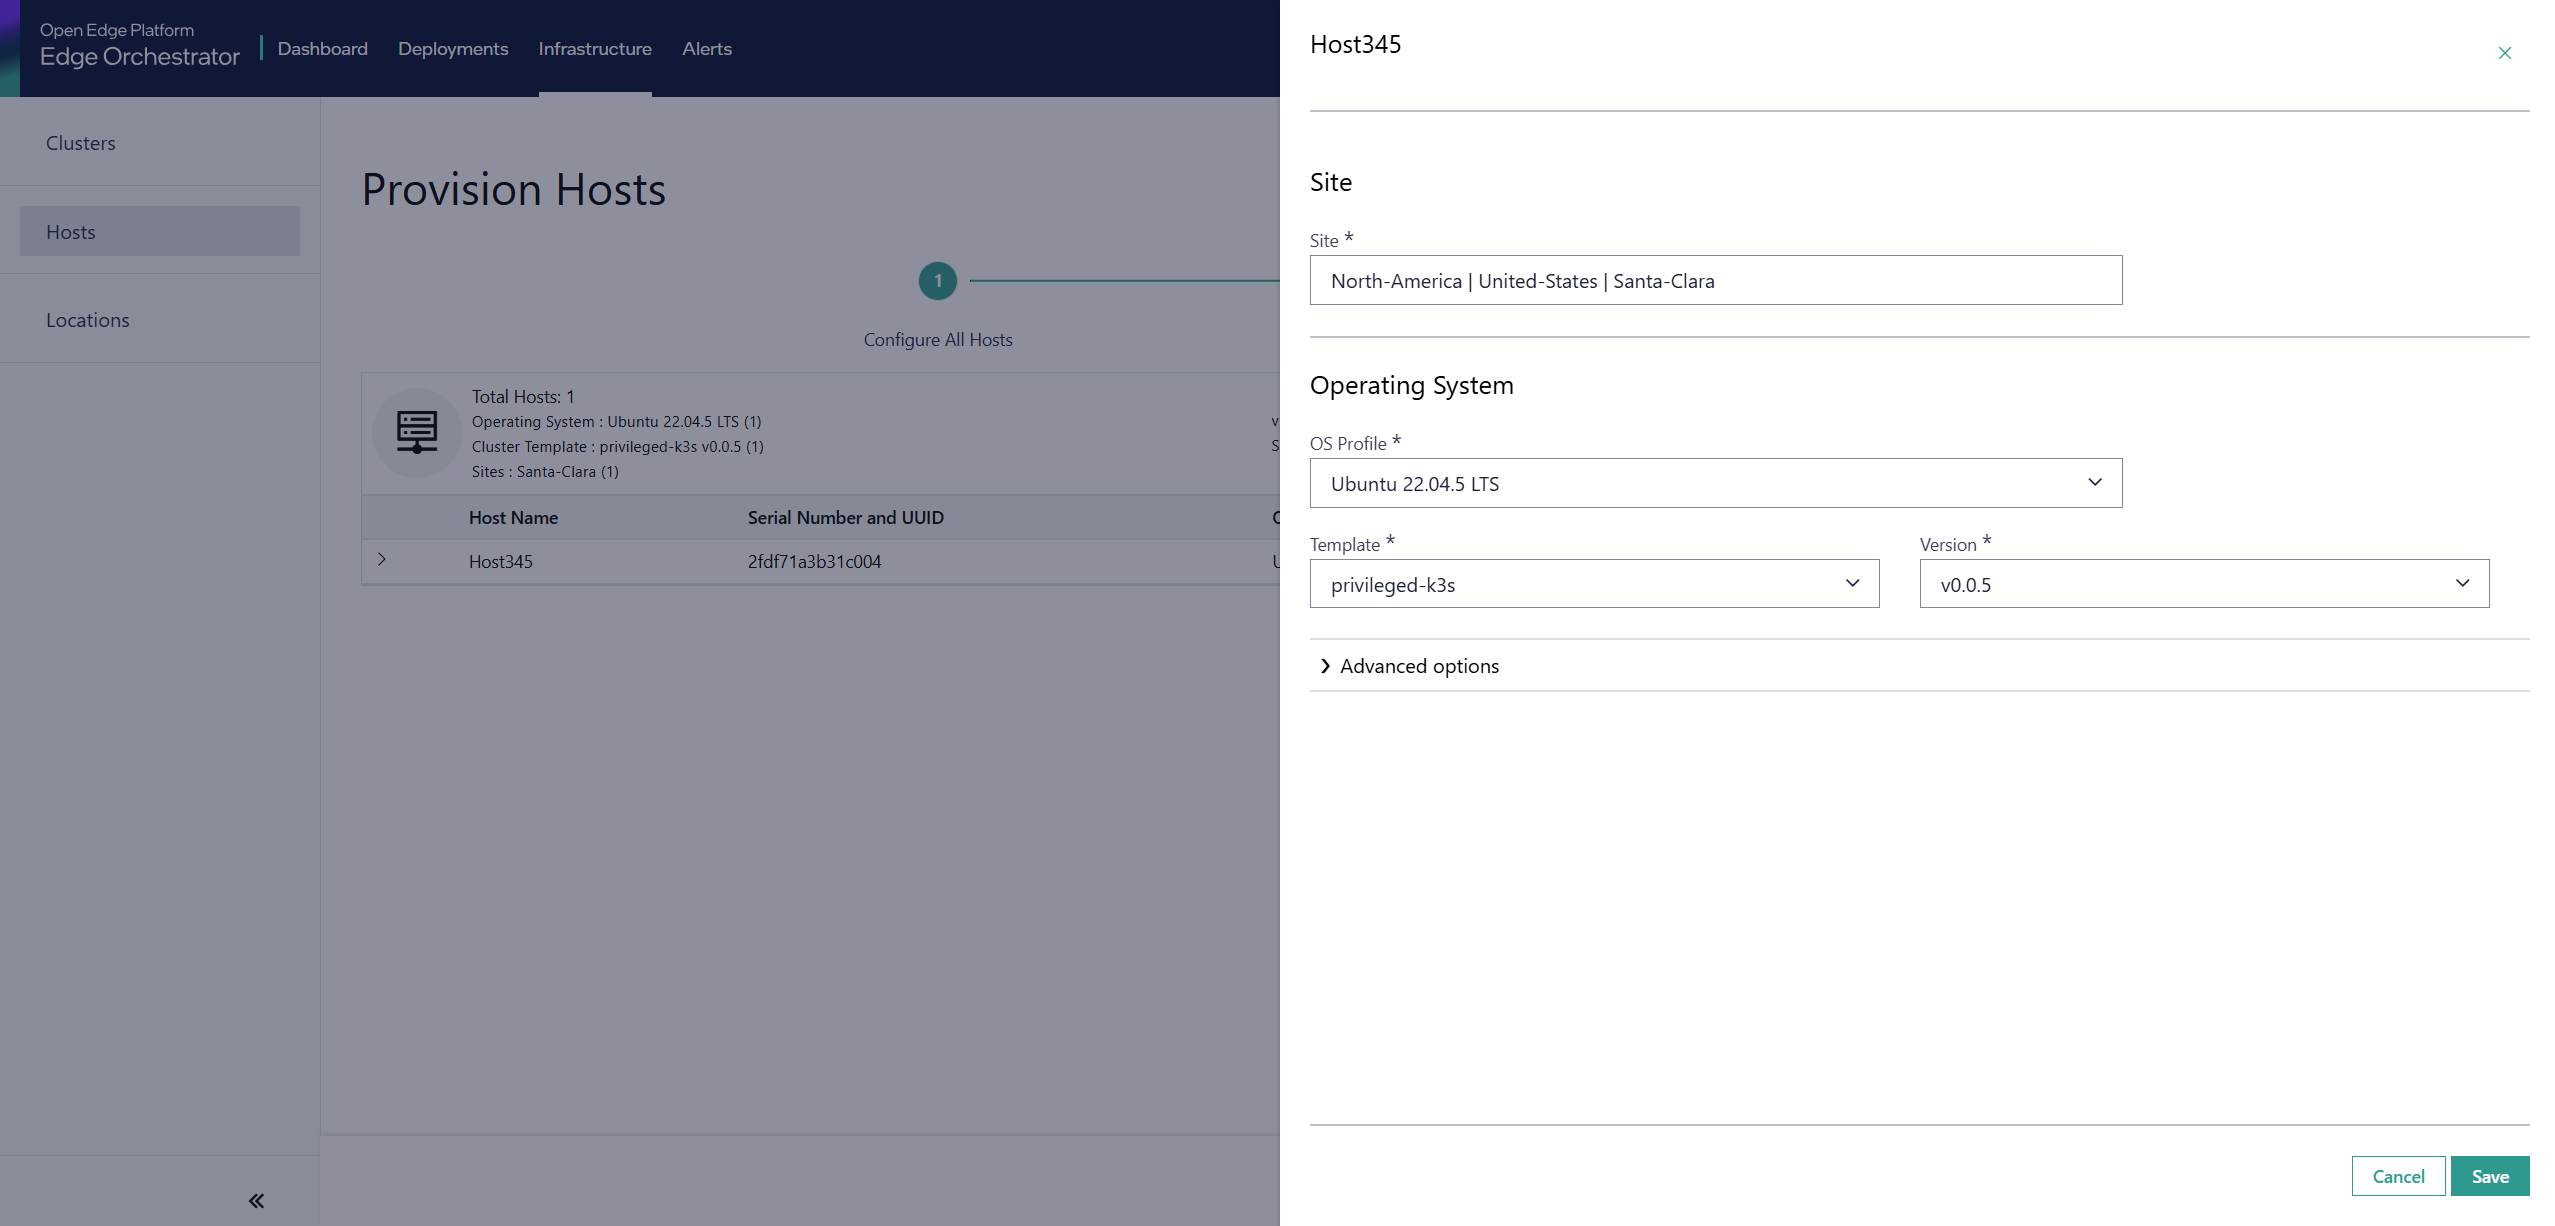 Open Edge Platform
Edge Orchestrator
Dashboard
Deployments
Infrastructure
Alerts
Clusters
Hosts
Locations
Provision Hosts
1
Configure All Hosts
Total Hosts: 1
Operating System : Ubuntu 22.04.5 LTS (1)
Cluster Template : privileged-k3s v0.0.5 (1)
Sites : Santa-Clara (1)
Host Name
Serial Number and UUID
Host345
2fdf71a3b31c004
Host345
Site
Site *
North-America | United-States | Santa-Clara
Operating System
OS Profile *
Ubuntu 22.04.5 LTS
Template *
Version *
privileged-k3s
v0.0.5
Advanced options
Cancel
Save